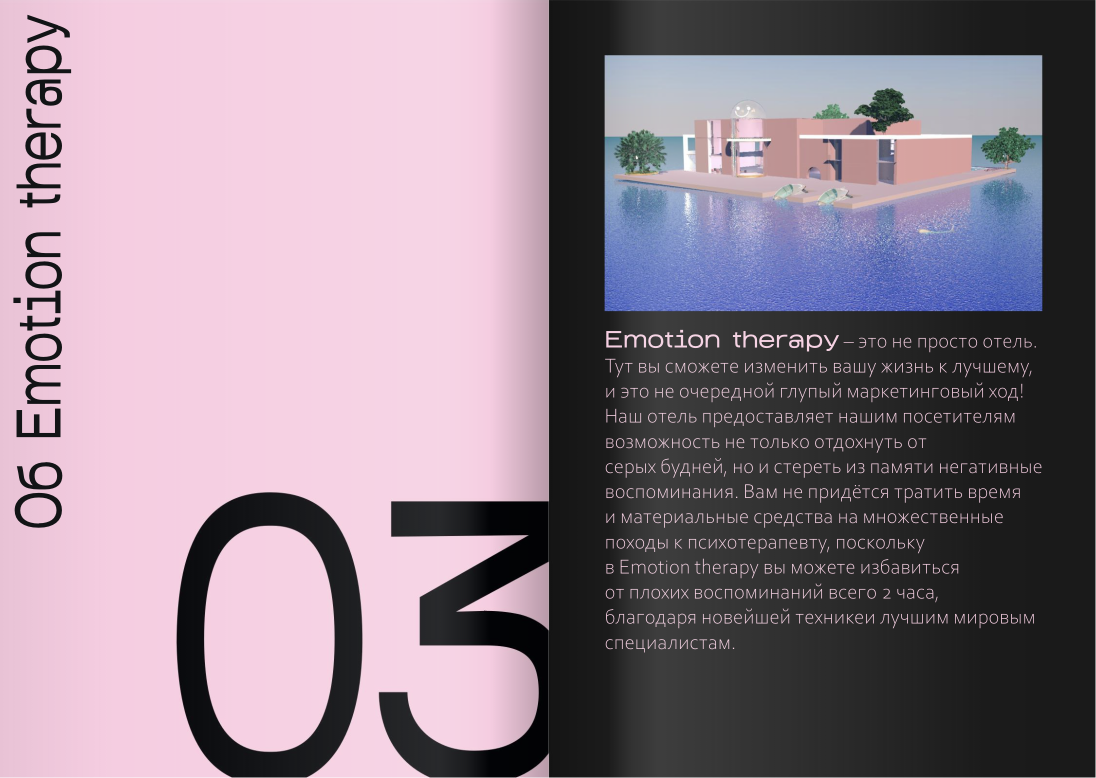 Об Emotion therapy
03
Emotion therapy – это не просто отель.
Тут вы сможете изменить вашу жизнь к лучшему,
и это не очередной глупый маркетинговый ход!
Наш отель предоставляет нашим посетителям
возможность не только отдохнуть от
серых будней, но и стереть из памяти негативные
воспоминания. Вам не придётся тратить время
и материальные средства на множественные
походы к психотерапевту, поскольку
в Emotion therapy вы можете избавиться
от плохих воспоминаний всего 2 часа,
благодаря новейшей техникеи лучшим мировым
специалистам.